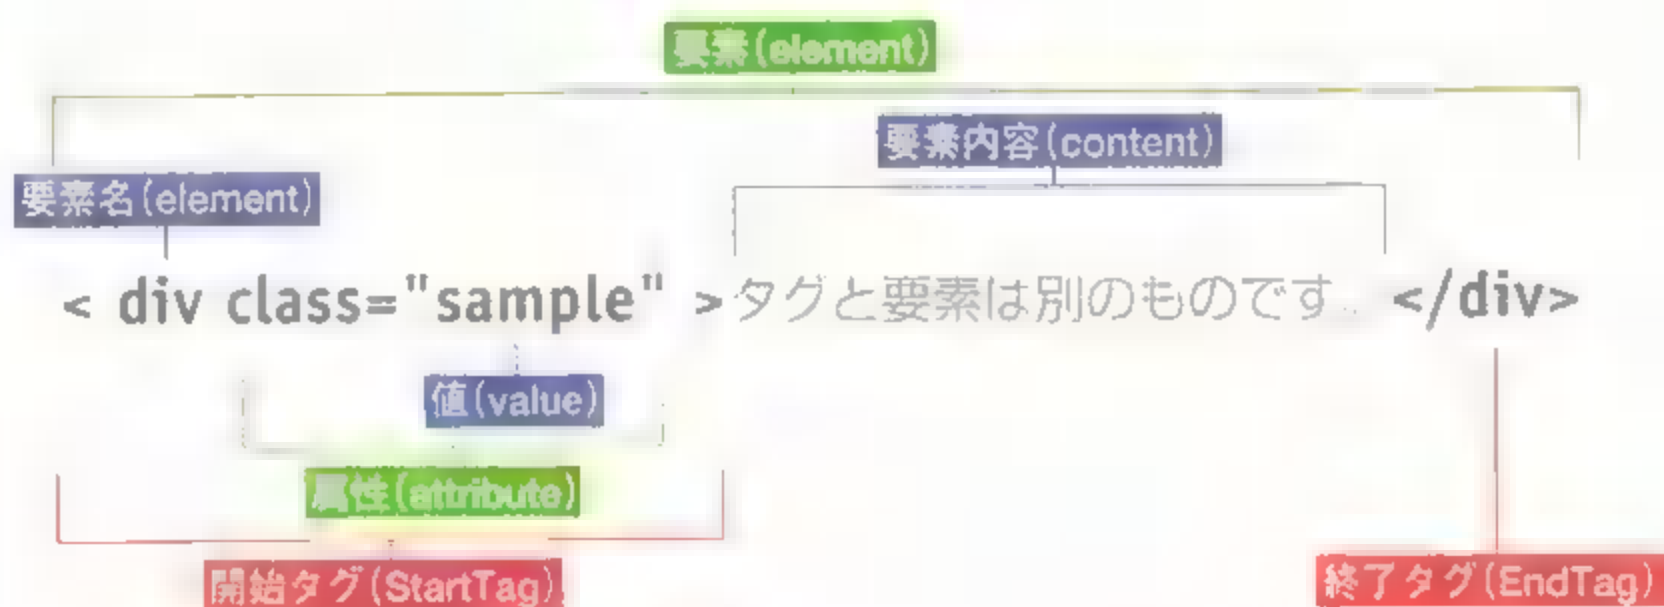 要素(element)
要素内容(content)
要素名(element)
< div class="sample" >タグと要素は別のものです。</div>
値(value)
属性(attribute)
開始タグ(StartTag)
終了タグ(EndTag)